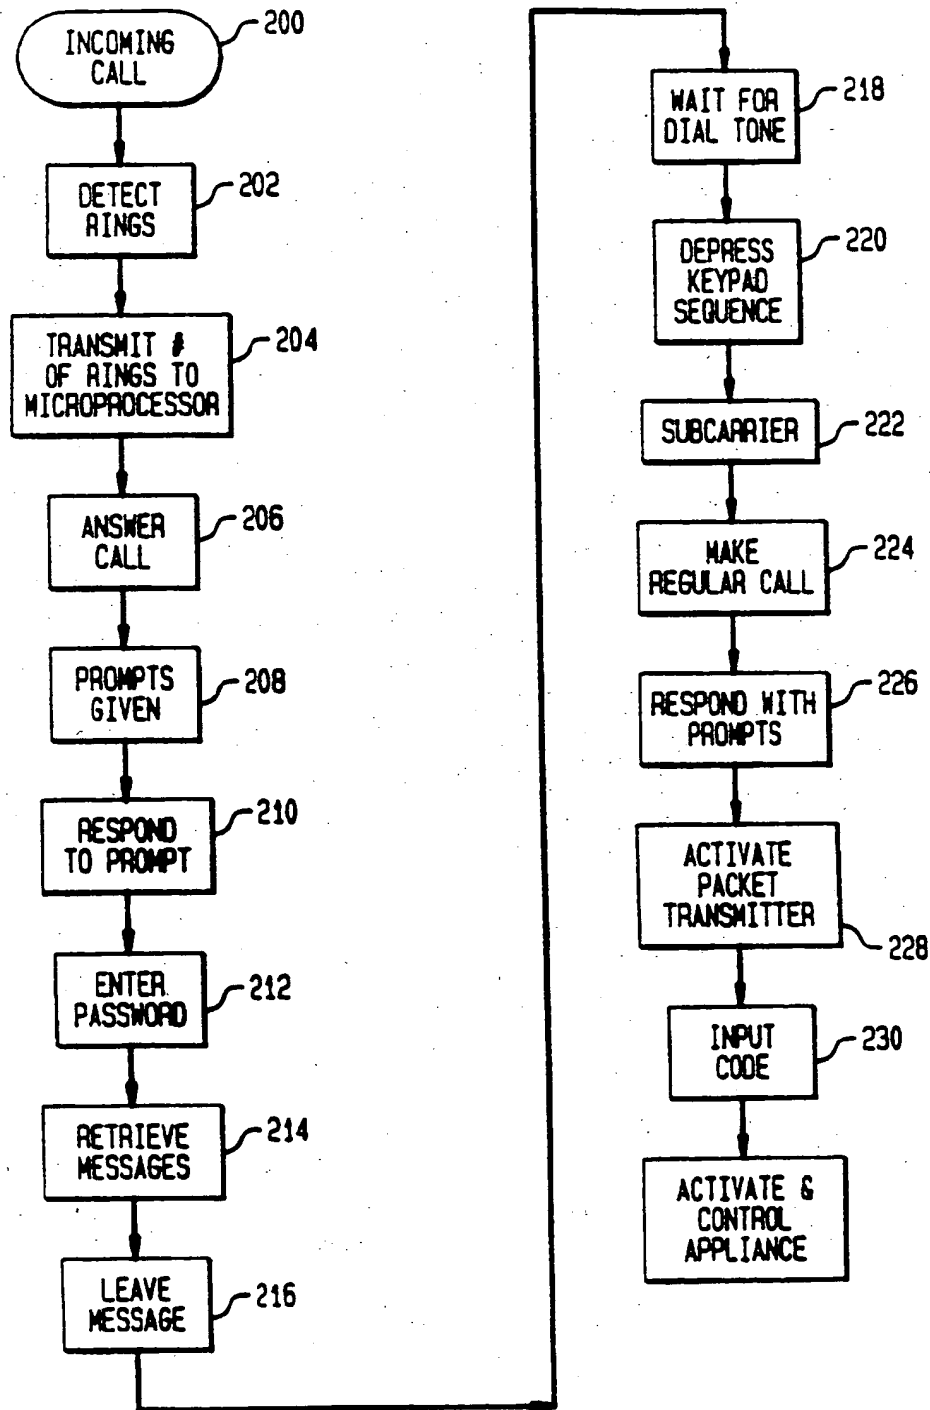 INCOMING
CALL
200
DETECT
RINGS
202
TRANSMIT #
OF RINGS TO
MICROPROCESSOR
204
ANSWER
CALL
206
PROMPTS
GIVEN
208
RESPOND
TO PROMPT
210
ENTER
PASSWORD
212
RETRIEVE
MESSAGES
214
LEAVE
MESSAGE
216
WAIT FOR
DIAL TONE
218
DEPRESS
KEYPAD
SEQUENCE
220
SUBCARRIER
222
MAKE
REGULAR CALL
224
RESPOND WITH
PROMPTS
226
ACTIVATE
PACKET
TRANSMITTER
228
INPUT
CODE
230
ACTIVATE &
CONTROL
APPLIANCE